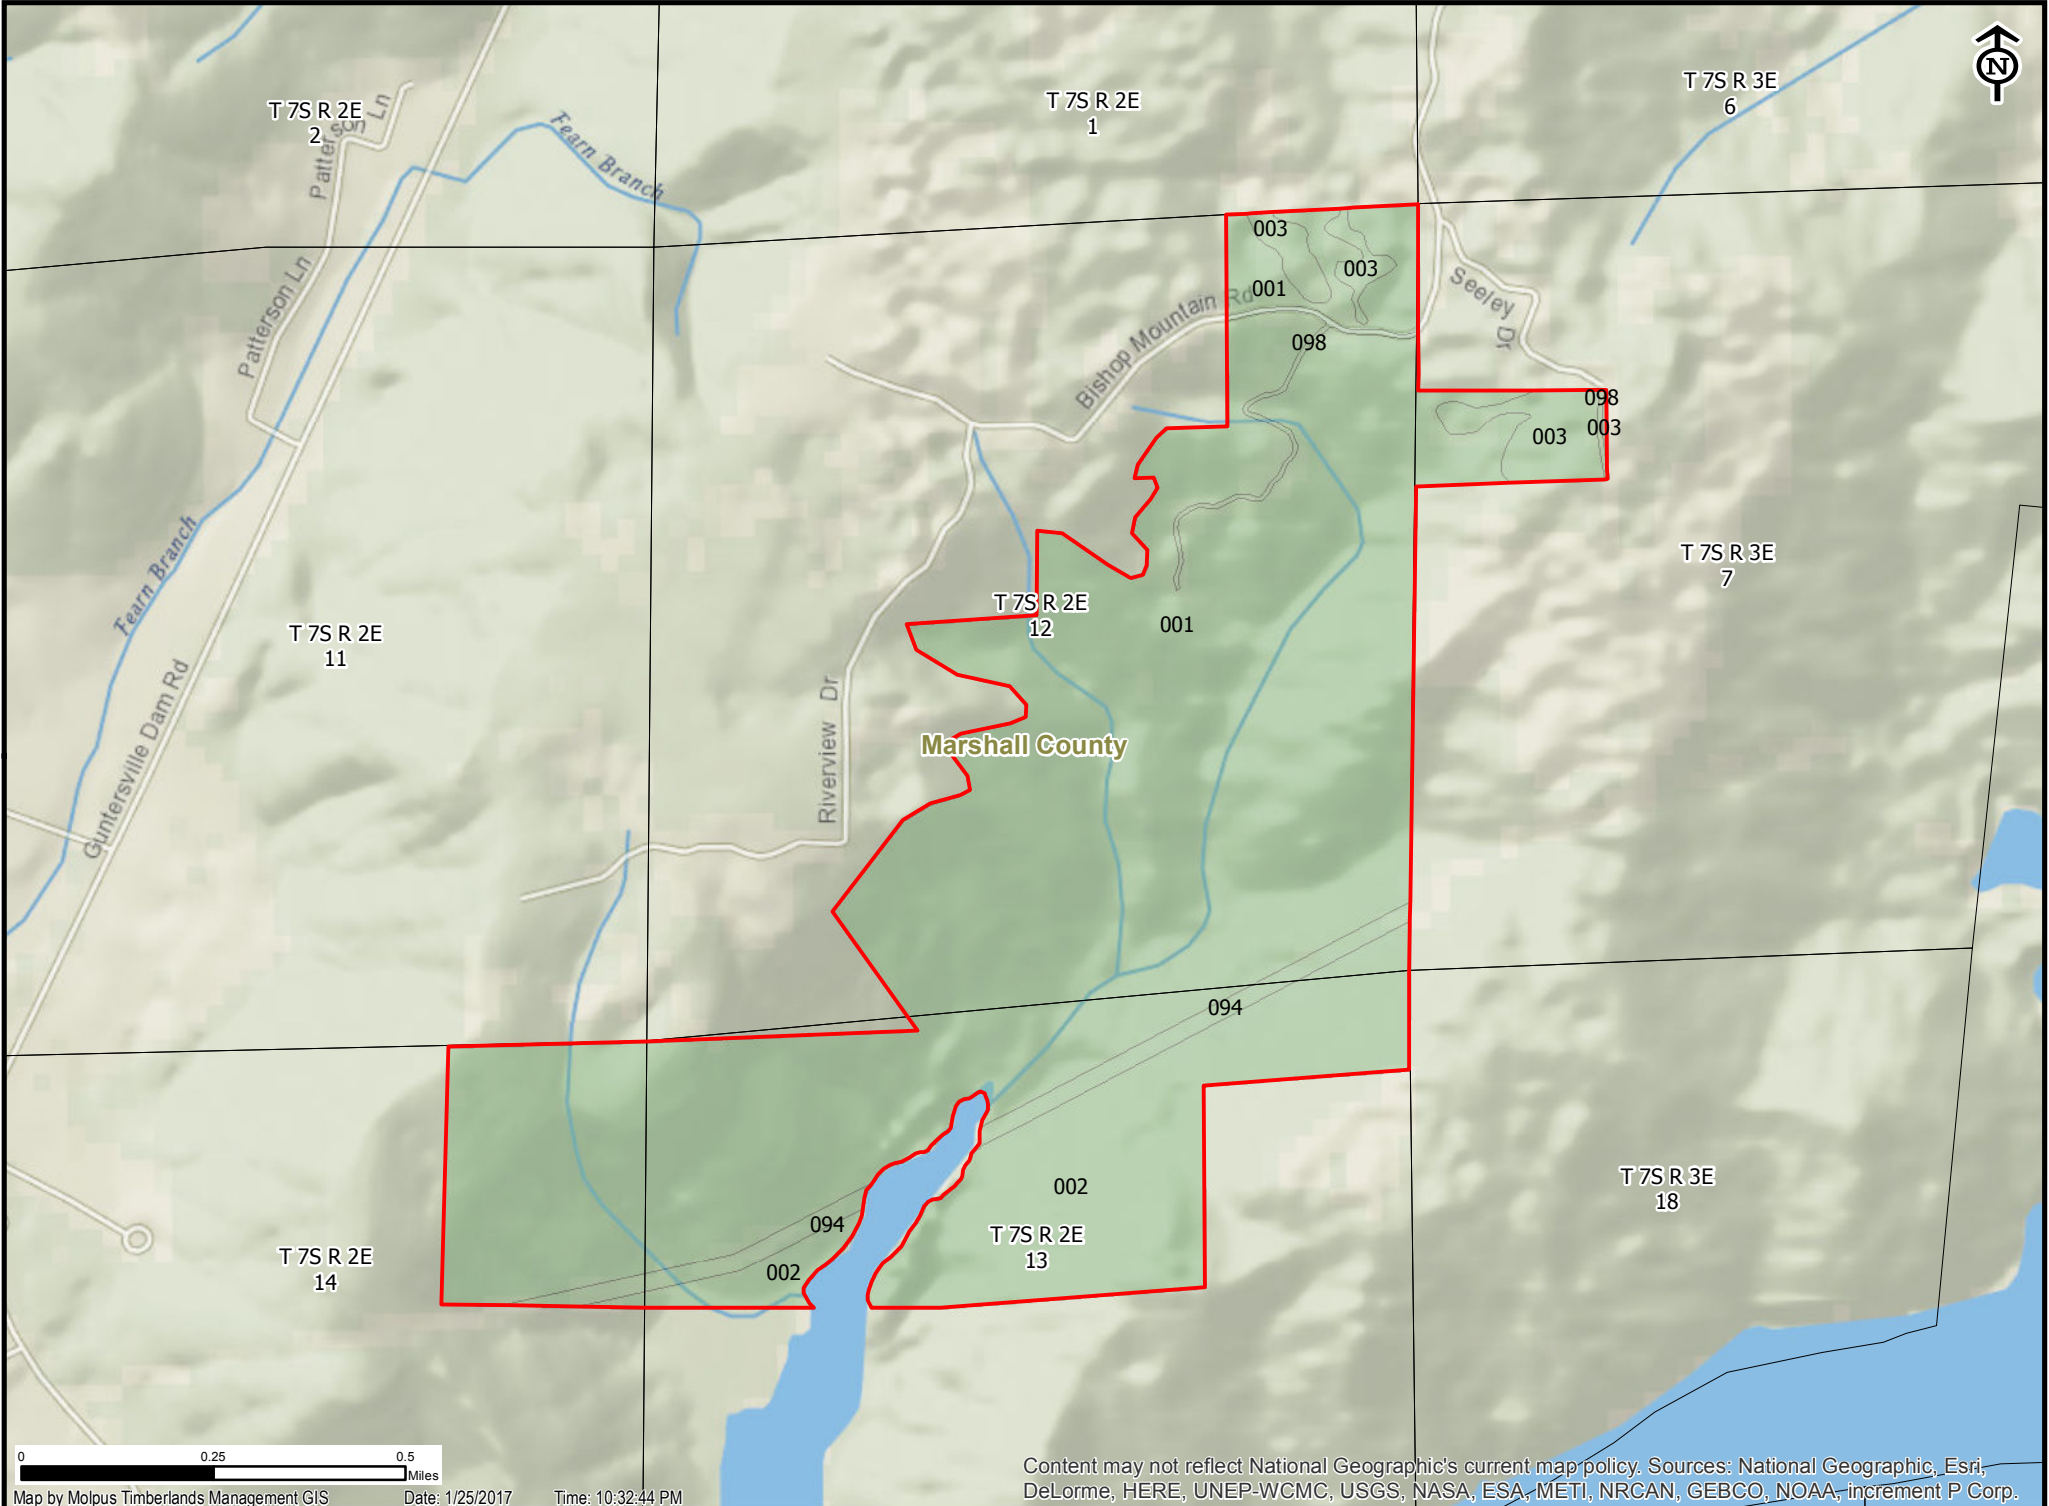 N
T 7S R 2E
2
T 7S R 2E
1
T 7S R 3E
6
Patterson Ln
Fearn Branch
003
003
001
Bishop Mountain Rd
098
Seeley Dr
Patterson Ln
098
003
003
Fearn Branch
T 7S R 3E
7
T 7S R 2E
12
001
T 7S R 2E
11
Riverview Dr
Marshall County
Guntersville Dam Rd
094
002
T 7S R 3E
18
094
T 7S R 2E
13
T 7S R 2E
14
002
0 0.25 0.5
Miles
Map by Molpus Timberlands Management GIS Date: 1/25/2017 Time: 10:32:44 PM
Content may not reflect National Geographic's current map policy. Sources: National Geographic, Esri,
DeLorme, HERE, UNEP-WCMC, USGS, NASA, ESA, METI, NRCAN, GEBCO, NOAA, increment P Corp.